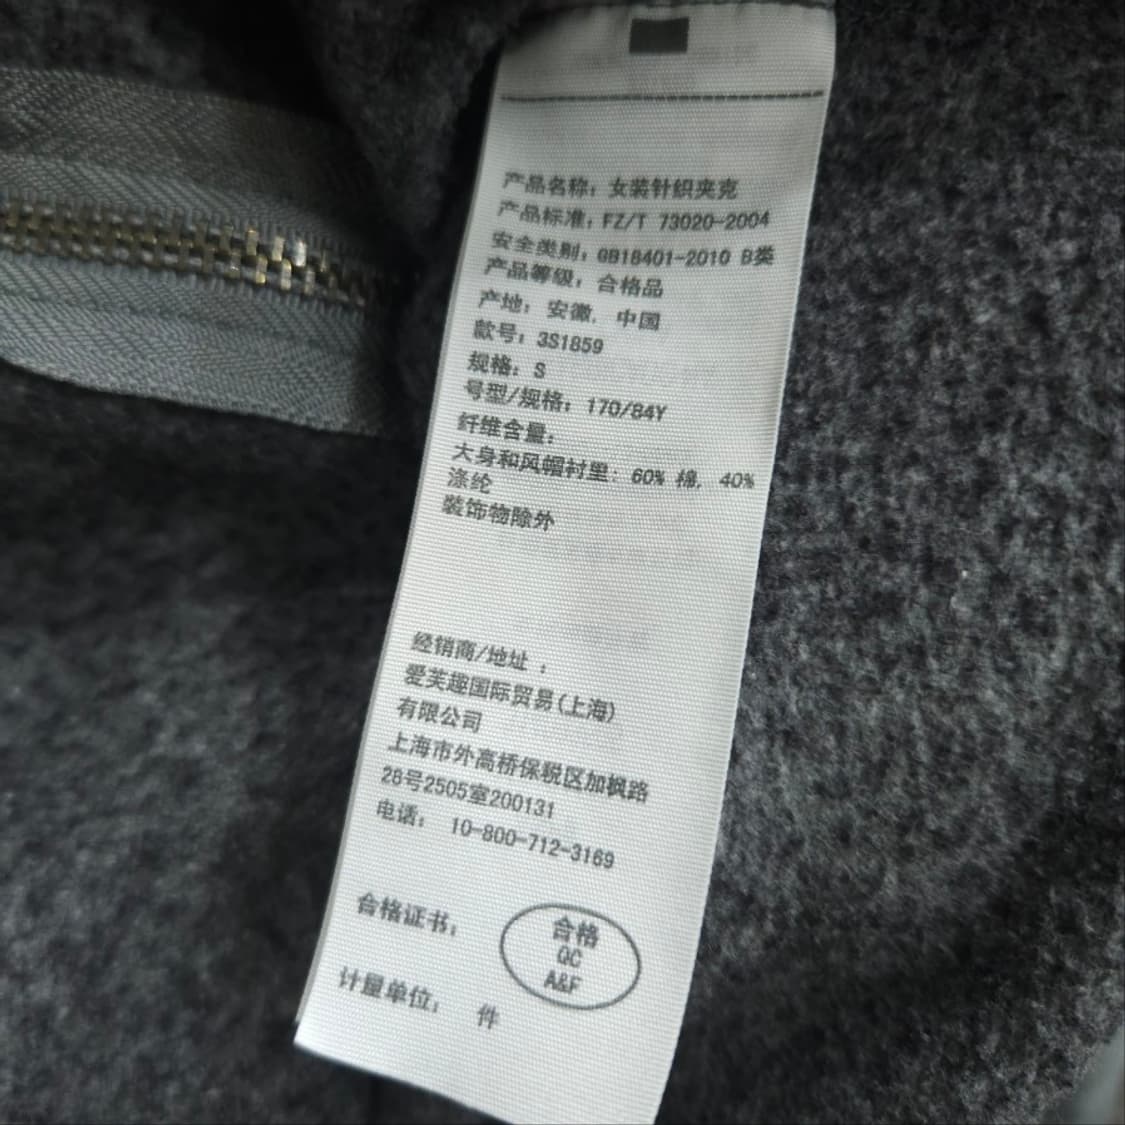 产品名称：女装针织夹克
产品标准：FZ/T 73020-2004
安全类别：GB18401-2010 B类
产品等级：合格品
产地：安徽，中国
款号：3S1859
规格：S
号型/规格：170/84Y
纤维含量：
大身和风帽衬里：60% 棉，40%
涤纶
装饰物除外
经销商/地址：
爱芙趣国际贸易(上海)
有限公司
上海市外高桥保税区加枫路
28号2505室200131
电话： 10-800-712-3169
合格证书：
合格
QC
A&F
计量单位： 件